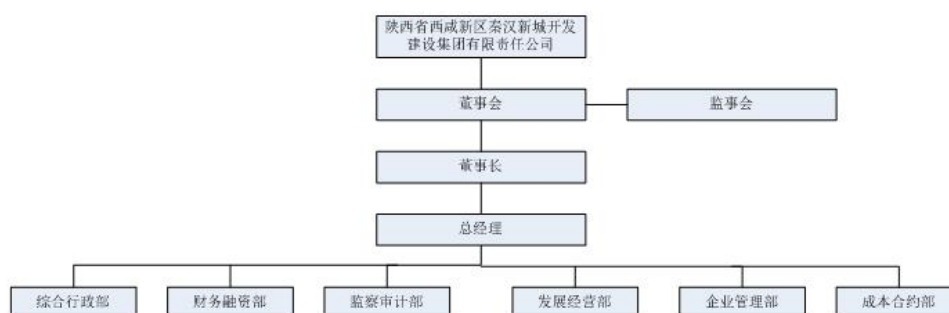 陕西省西咸新区秦汉新城开发
建设集团有限责任公司
董事会
监事会
董事长
总经理
综合行政部
财务融资部
监察审计部
发展经营部
企业管理部
成本合约部